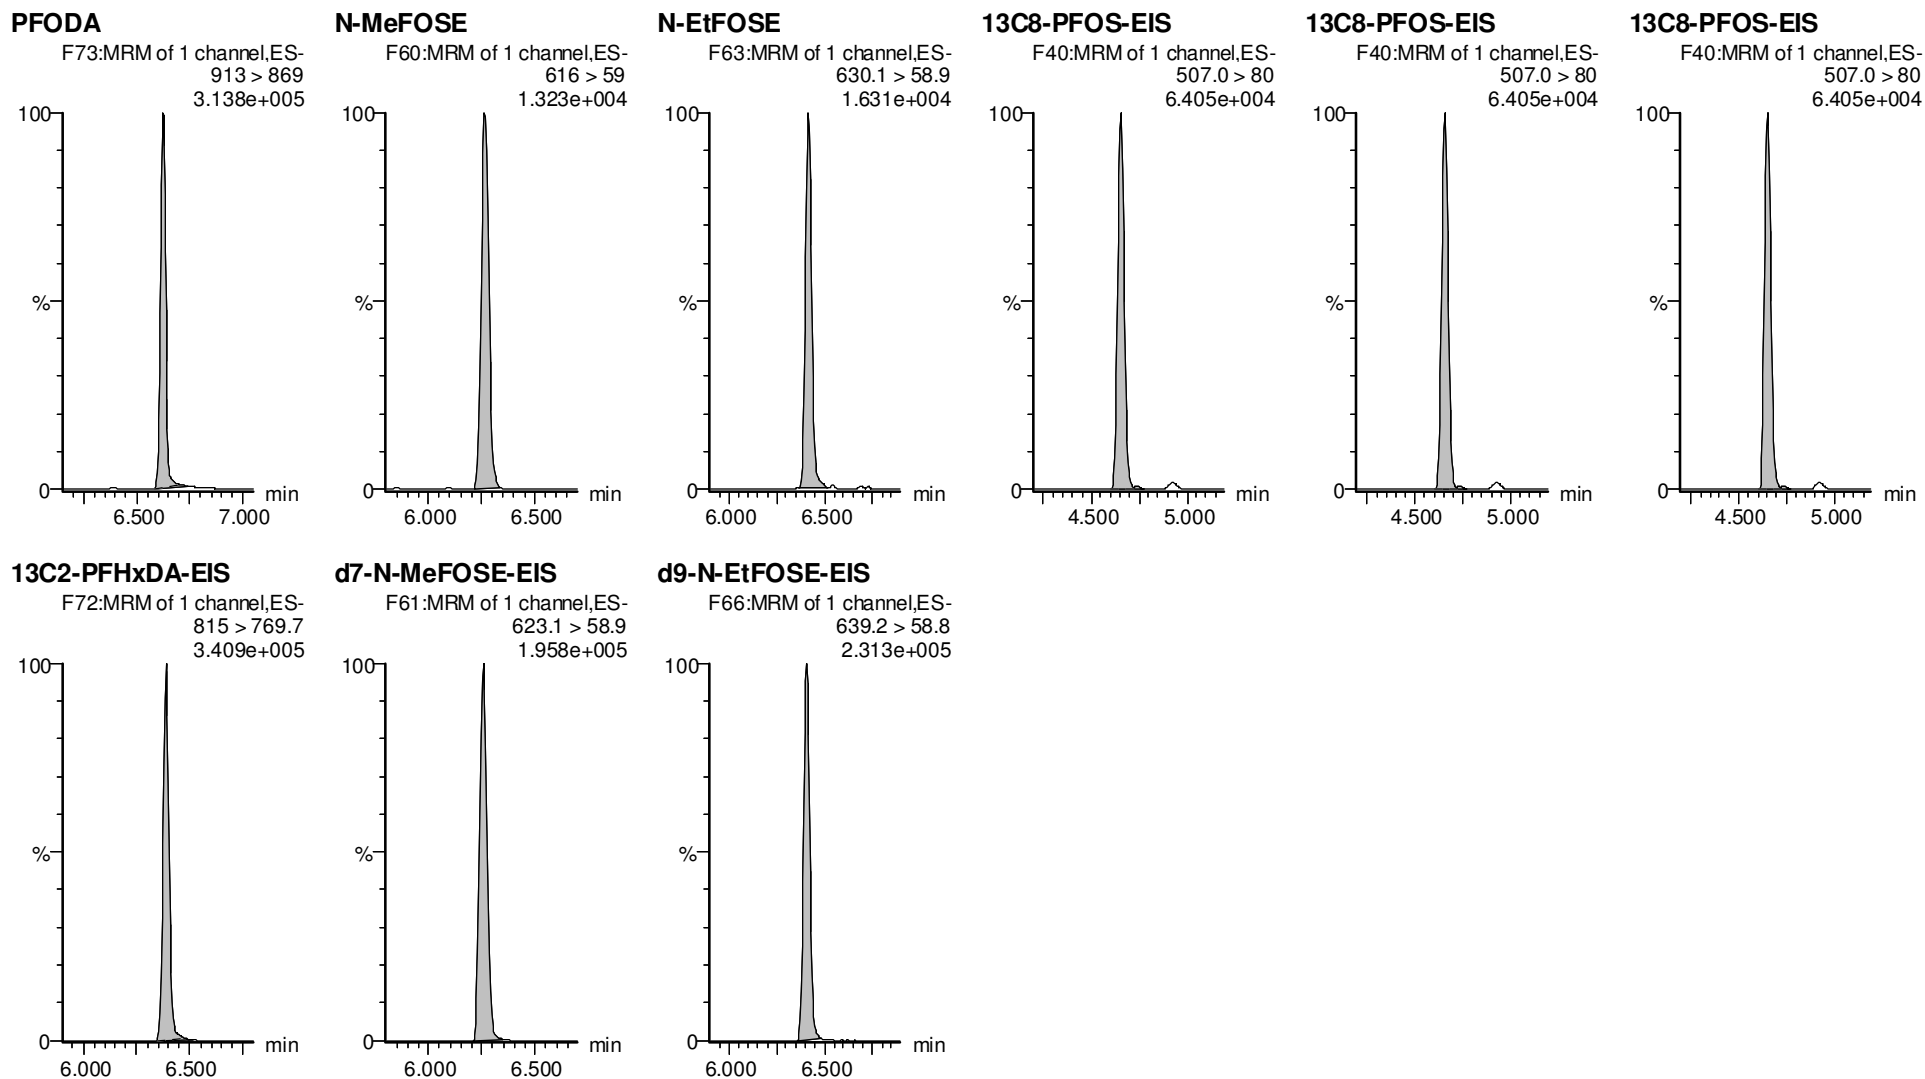 PFODA
F73:MRM of 1 channel,ES-
913 > 869
3.138e+005
100
%
0
6.500 7.000 min
N-MeFOSE
F60:MRM of 1 channel,ES-
616 > 59
1.323e+004
100
%
0
6.000 6.500 min
N-EtFOSE
F63:MRM of 1 channel,ES-
630.1 > 58.9
1.631e+004
100
%
0
6.000 6.500 min
13C8-PFOS-EIS
F40:MRM of 1 channel,ES-
507.0 > 80
6.405e+004
100
%
0
4.500 5.000 min
13C8-PFOS-EIS
F40:MRM of 1 channel,ES-
507.0 > 80
6.405e+004
100
%
0
4.500 5.000 min
13C8-PFOS-EIS
F40:MRM of 1 channel,ES-
507.0 > 80
6.405e+004
100
%
0
4.500 5.000 min
13C2-PFHxDA-EIS
F72:MRM of 1 channel,ES-
815 > 769.7
3.409e+005
100
%
0
6.000 6.500 min
d7-N-MeFOSE-EIS
F61:MRM of 1 channel,ES-
623.1 > 58.9
1.958e+005
100
%
0
6.000 6.500 min
d9-N-EtFOSE-EIS
F66:MRM of 1 channel,ES-
639.2 > 58.8
2.313e+005
100
%
0
6.000 6.500 min